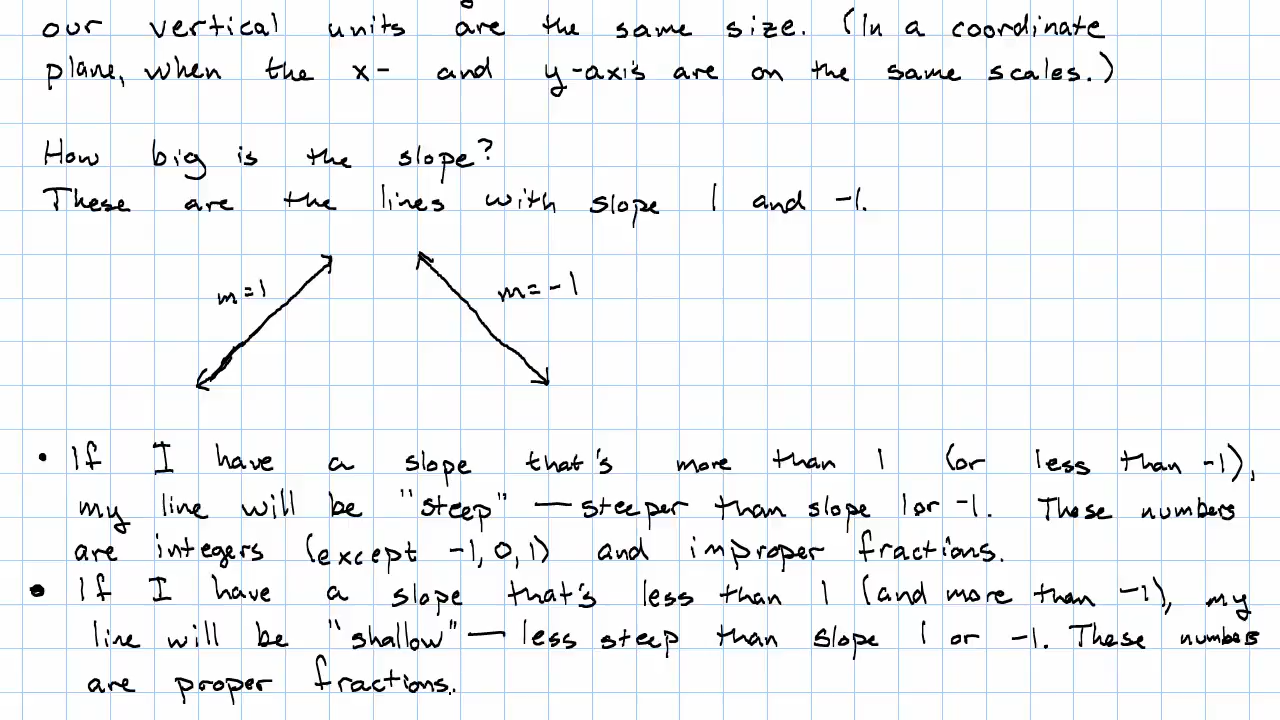 our vertical units are the same size. (In a coordinate
plane, when the x- and y-axis are on the same scales.)
How big is the slope?
These are the lines with slope 1 and -1.
m=1
m=-1
• If I have a slope that's more than 1 (or less than -1),
my line will be "steep" — steeper than slope 1 or -1. These numbers
are integers (except -1, 0, 1) and improper fractions.
• If I have a slope that's less than 1 (and more than -1), my
line will be "shallow" — less steep than slope 1 or -1. These numbers
are proper fractions.